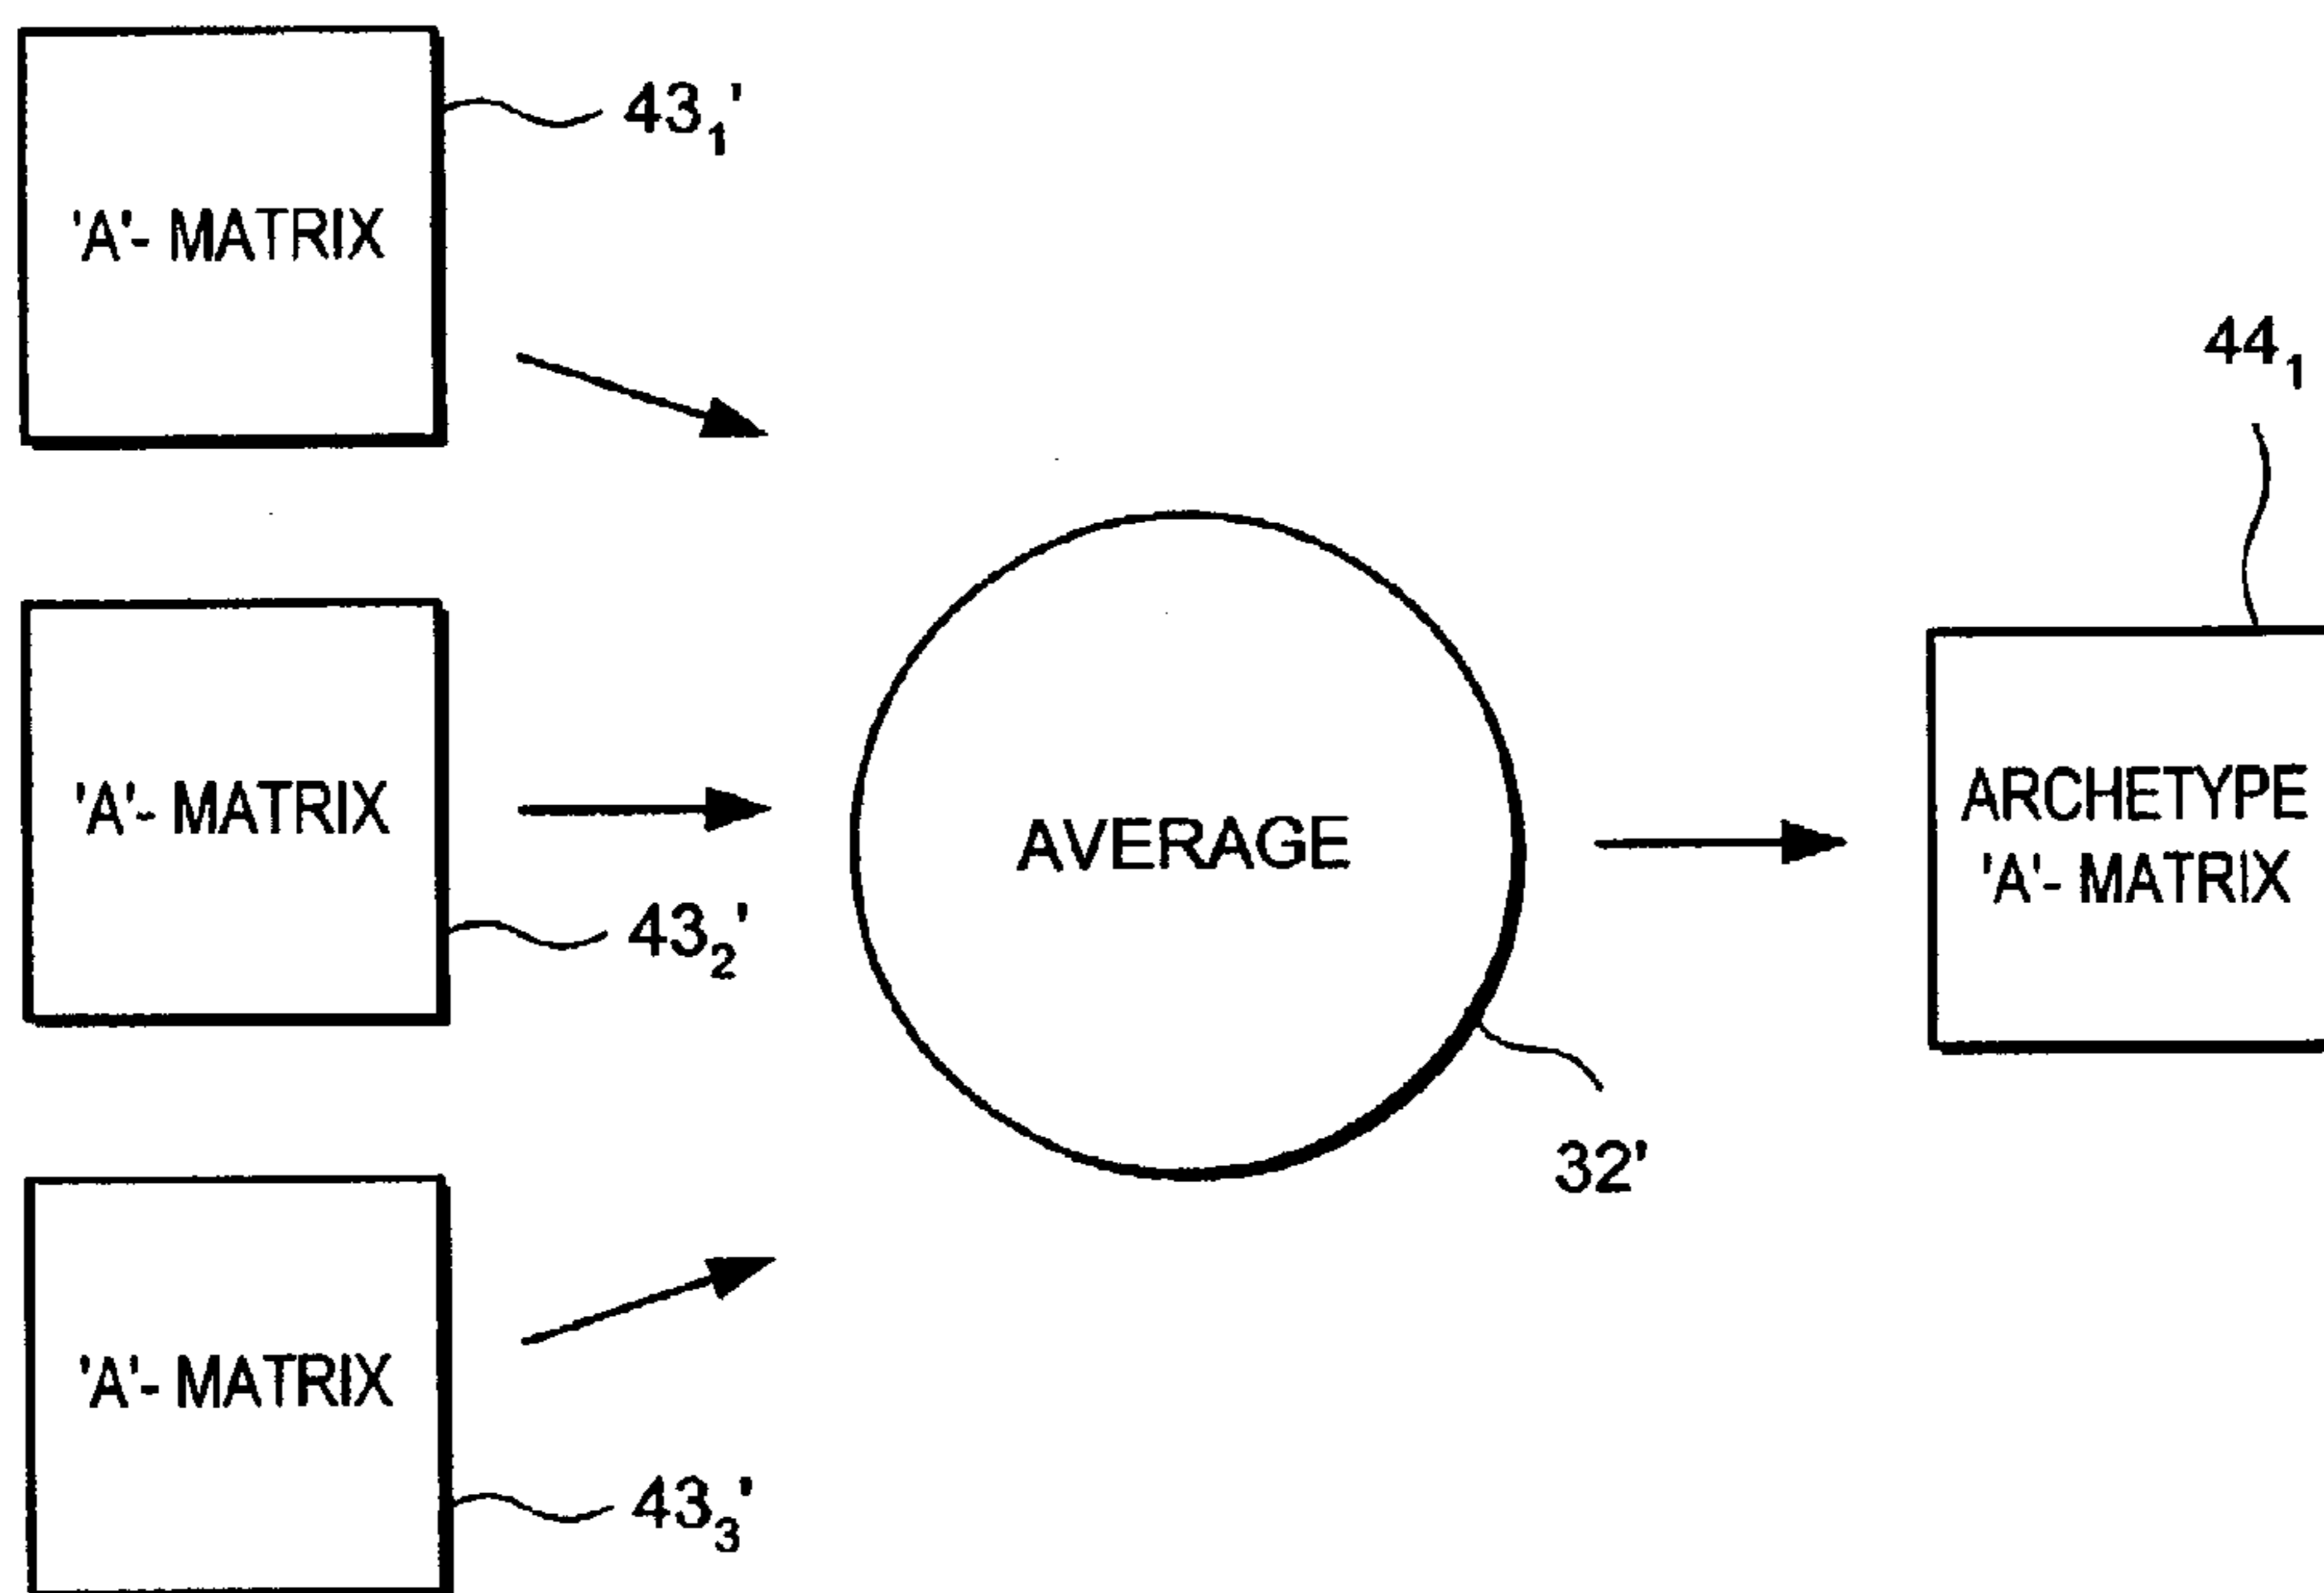 'A'- MATRIX
43₁'
44₁
'A'- MATRIX
43₂'
AVERAGE
32'
ARCHETYPE
'A'- MATRIX
'A'- MATRIX
43₃'